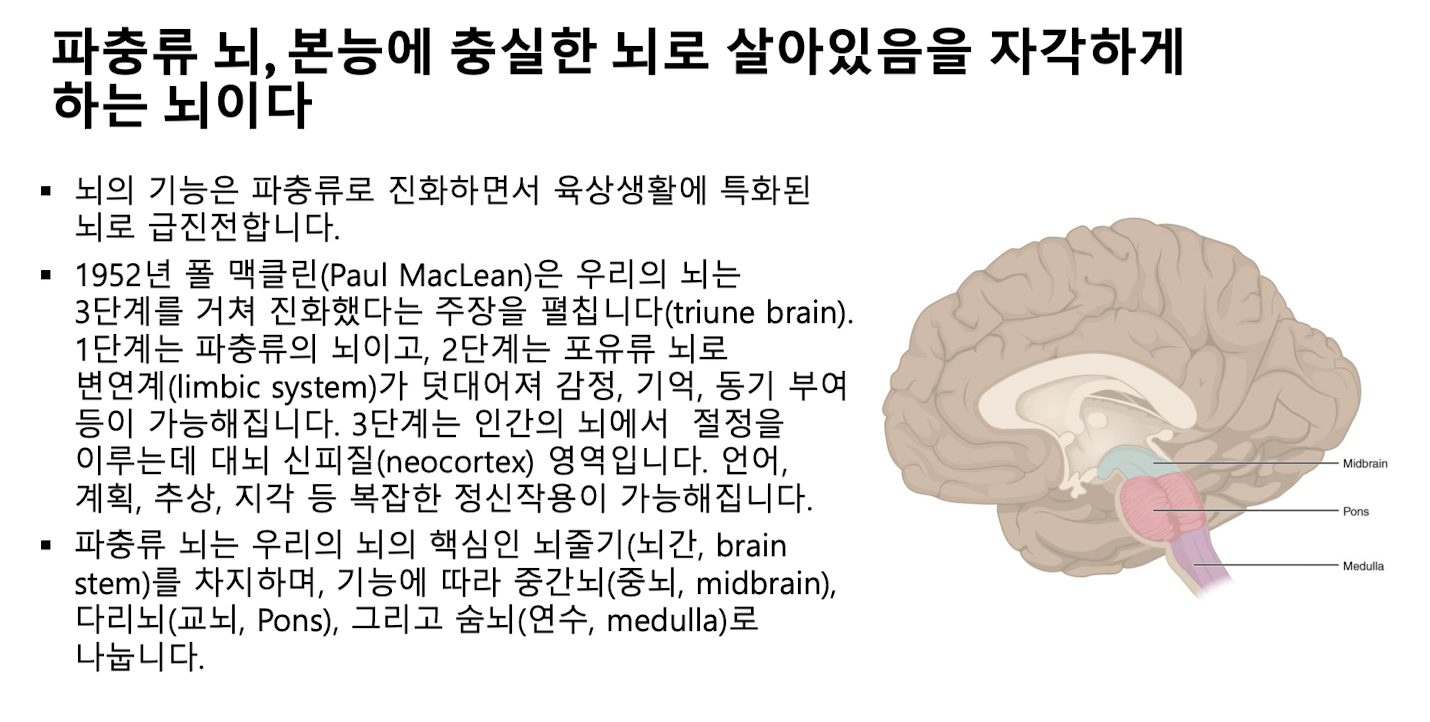 파충류 뇌, 본능에 충실한 뇌로 살아있음을 자각하게
하는 뇌이다
▪ 뇌의 기능은 파충류로 진화하면서 육상생활에 특화된
뇌로 급진전합니다.
▪ 1952년 폴 맥클린(Paul MacLean)은 우리의 뇌는
3단계를 거쳐 진화했다는 주장을 펼칩니다(triune brain).
1단계는 파충류의 뇌이고, 2단계는 포유류 뇌로
변연계(limbic system)가 덧대어져 감정, 기억, 동기 부여
등이 가능해집니다. 3단계는 인간의 뇌에서 절정을
이루는데 대뇌 신피질(neocortex) 영역입니다. 언어,
계획, 추상, 지각 등 복잡한 정신작용이 가능해집니다.
▪ 파충류 뇌는 우리의 뇌의 핵심인 뇌줄기(뇌간, brain
stem)를 차지하며, 기능에 따라 중간뇌(중뇌, midbrain),
다리뇌(교뇌, Pons), 그리고 숨뇌(연수, medulla)로
나눕니다.
Midbrain
Pons
Medulla